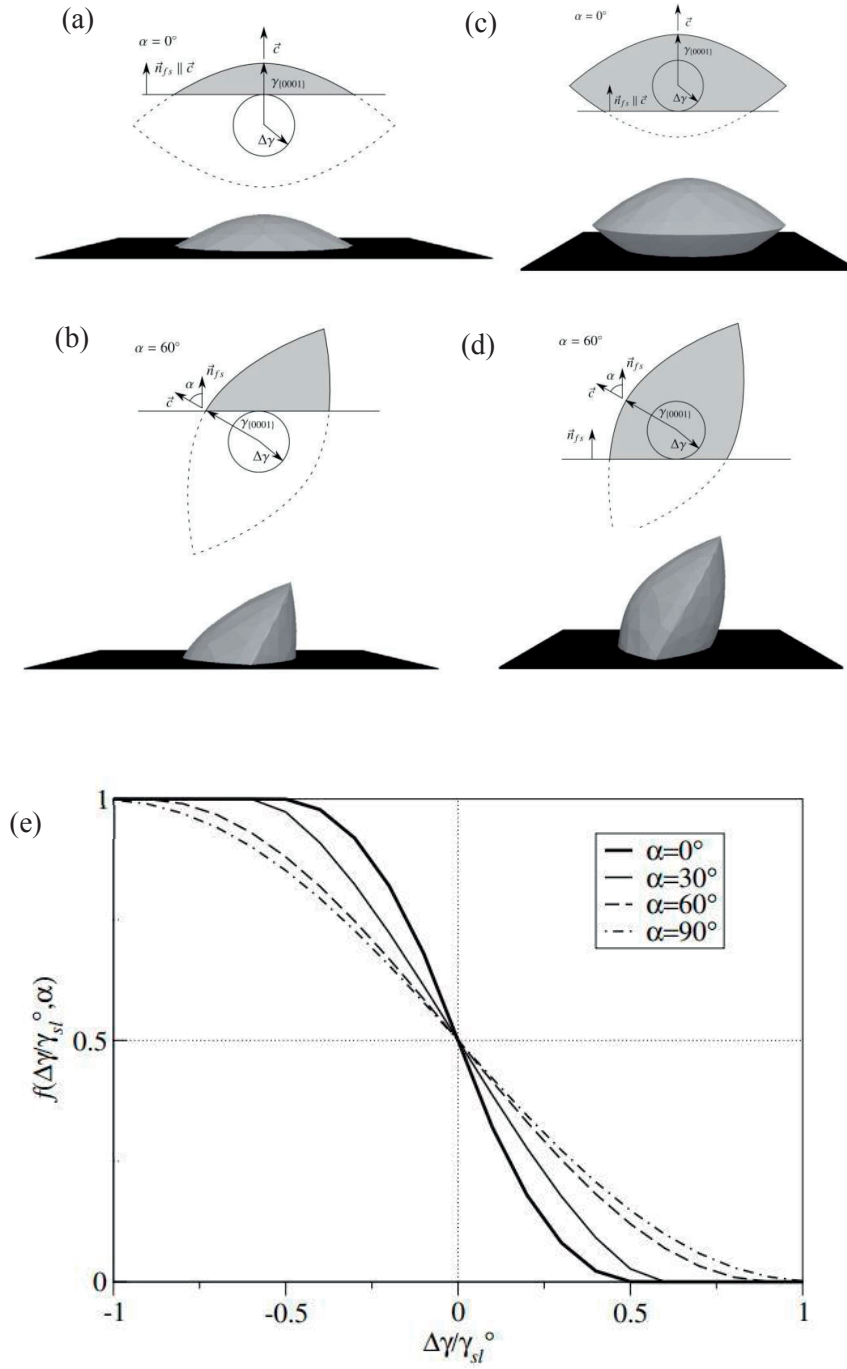 (a)
α = 0°
c⃗
n⃗fs ∥ c⃗
γ{0001}
Δγ
(c)
α = 0°
c⃗
γ{0001}
n⃗fs ∥ c⃗
Δγ
(b)
α = 60°
n⃗fs
α
c⃗
γ{0001}
Δγ
(d)
α = 60°
n⃗fs
α
c⃗
γ{0001}
n⃗fs
Δγ
(e)
1
0.5
0
f(Δγ/γsl°,α)
α=0°
α=30°
α=60°
α=90°
-1
-0.5
0
0.5
1
Δγ/γsl°